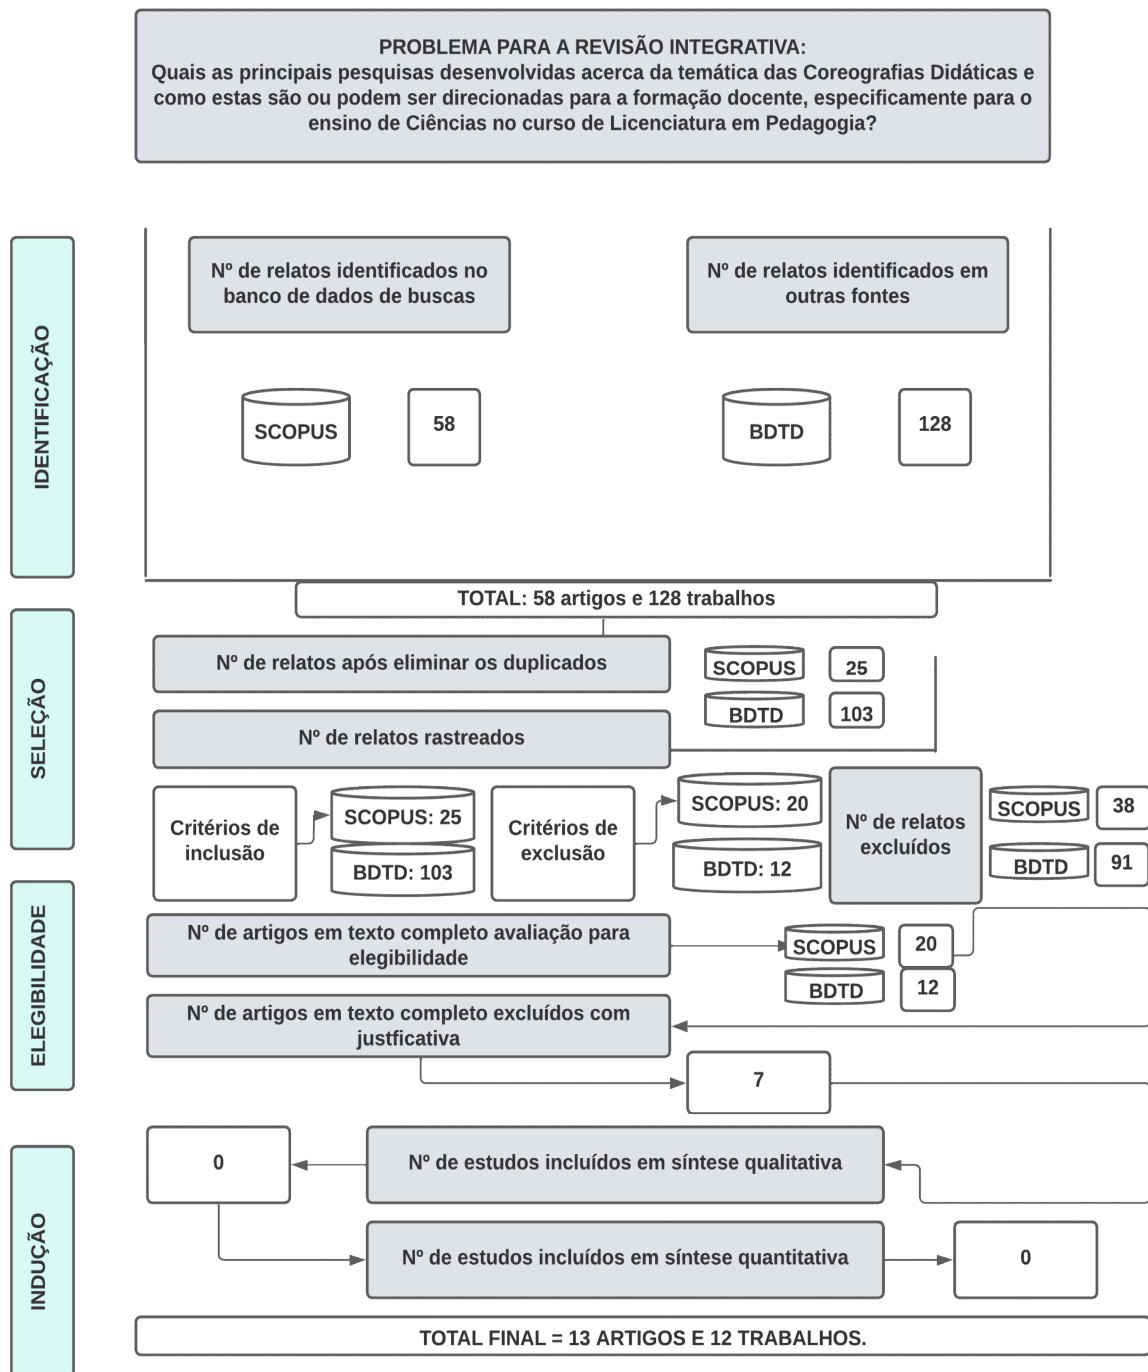 PROBLEMA PARA A REVISÃO INTEGRATIVA:
Quais as principais pesquisas desenvolvidas acerca da temática das Coreografias Didáticas e
como estas são ou podem ser direcionadas para a formação docente, especificamente para o
ensino de Ciências no curso de Licenciatura em Pedagogia?
IDENTIFICAÇÃO
Nº de relatos identificados no
banco de dados de buscas
Nº de relatos identificados em
outras fontes
SCOPUS
58
BDTD
128
TOTAL: 58 artigos e 128 trabalhos
SELEÇÃO
Nº de relatos após eliminar os duplicados
SCOPUS
25
BDTD
103
Nº de relatos rastreados
Critérios de
inclusão
SCOPUS: 25
BDTD: 103
Critérios de
exclusão
SCOPUS: 20
BDTD: 12
Nº de relatos
excluídos
SCOPUS
38
BDTD
91
ELEGIBILIDADE
Nº de artigos em texto completo avaliação para
elegibilidade
SCOPUS
20
BDTD
12
Nº de artigos em texto completo excluídos com
justficativa
7
INDUÇÃO
0
Nº de estudos incluídos em síntese qualitativa
Nº de estudos incluídos em síntese quantitativa
0
TOTAL FINAL = 13 ARTIGOS E 12 TRABALHOS.